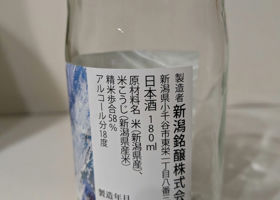 製造者
新潟銘醸株式会
新潟県小千谷市東栄一丁目八番三
日本酒 180ml
原材料名 米(新潟県産)、
米こうじ(新潟県産米)
精米歩合58%
アルコール分18度
製造年月